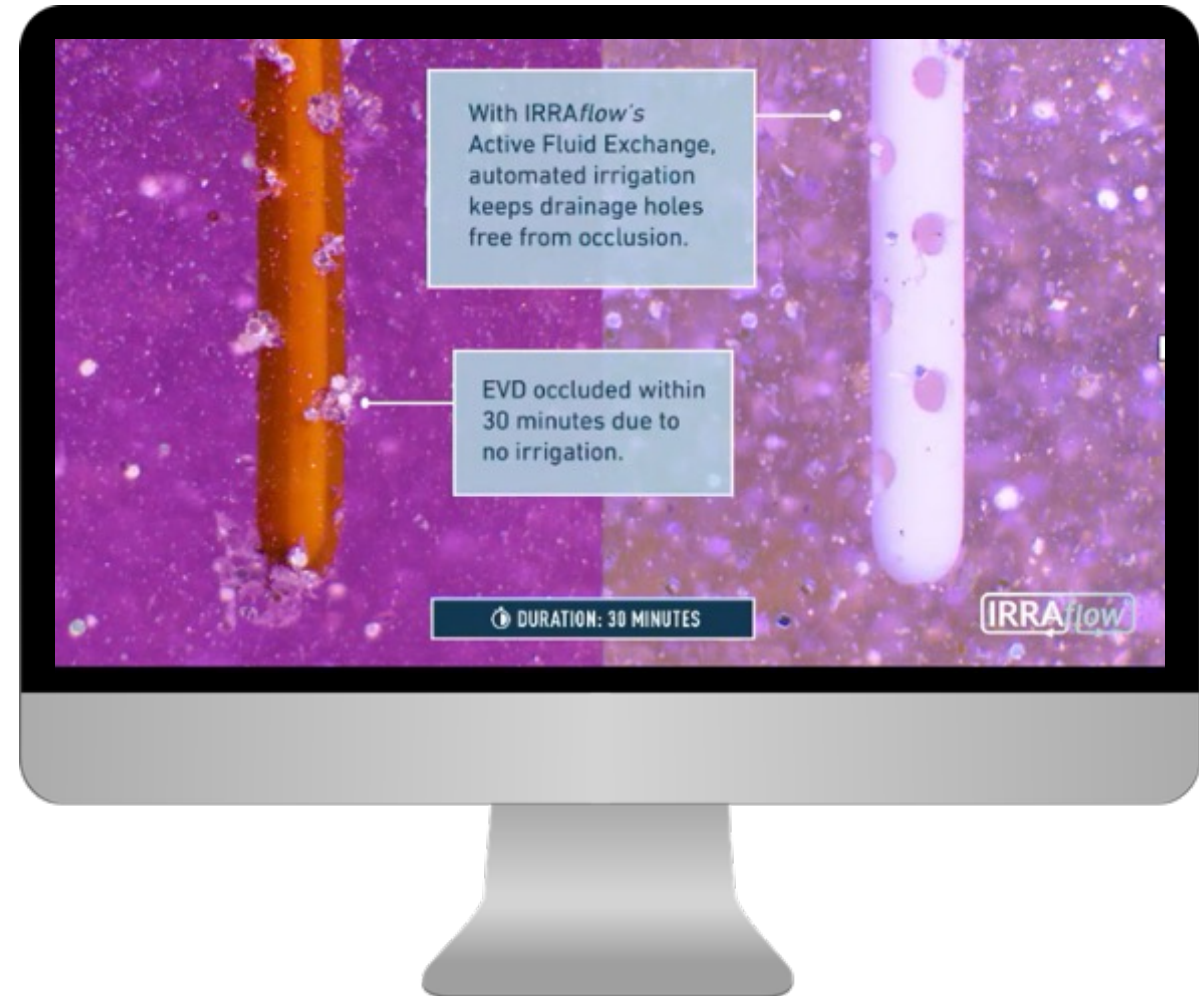 With IRRAflow's
Active Fluid Exchange,
automated irrigation
keeps drainage holes
free from occlusion.
EVD occluded within
30 minutes due to
no irrigation.
DURATION: 30 MINUTES
IRRAflow